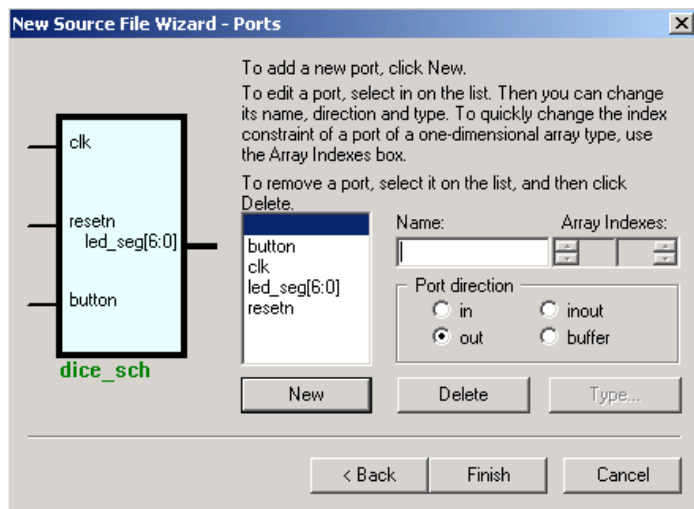 New Source File Wizard - Ports
To add a new port, click New.
To edit a port, select in on the list. Then you can change
its name, direction and type. To quickly change the index
constraint of a port of a one-dimensional array type, use
the Array Indexes box.
To remove a port, select it on the list, and then click
Delete.
clk
resetn
led_seg[6:0]
button
dice_sch
button
clk
led_seg[6:0]
resetn
Name: Array Indexes:
Port direction
in inout
out buffer
New Delete Type...
< Back Finish Cancel